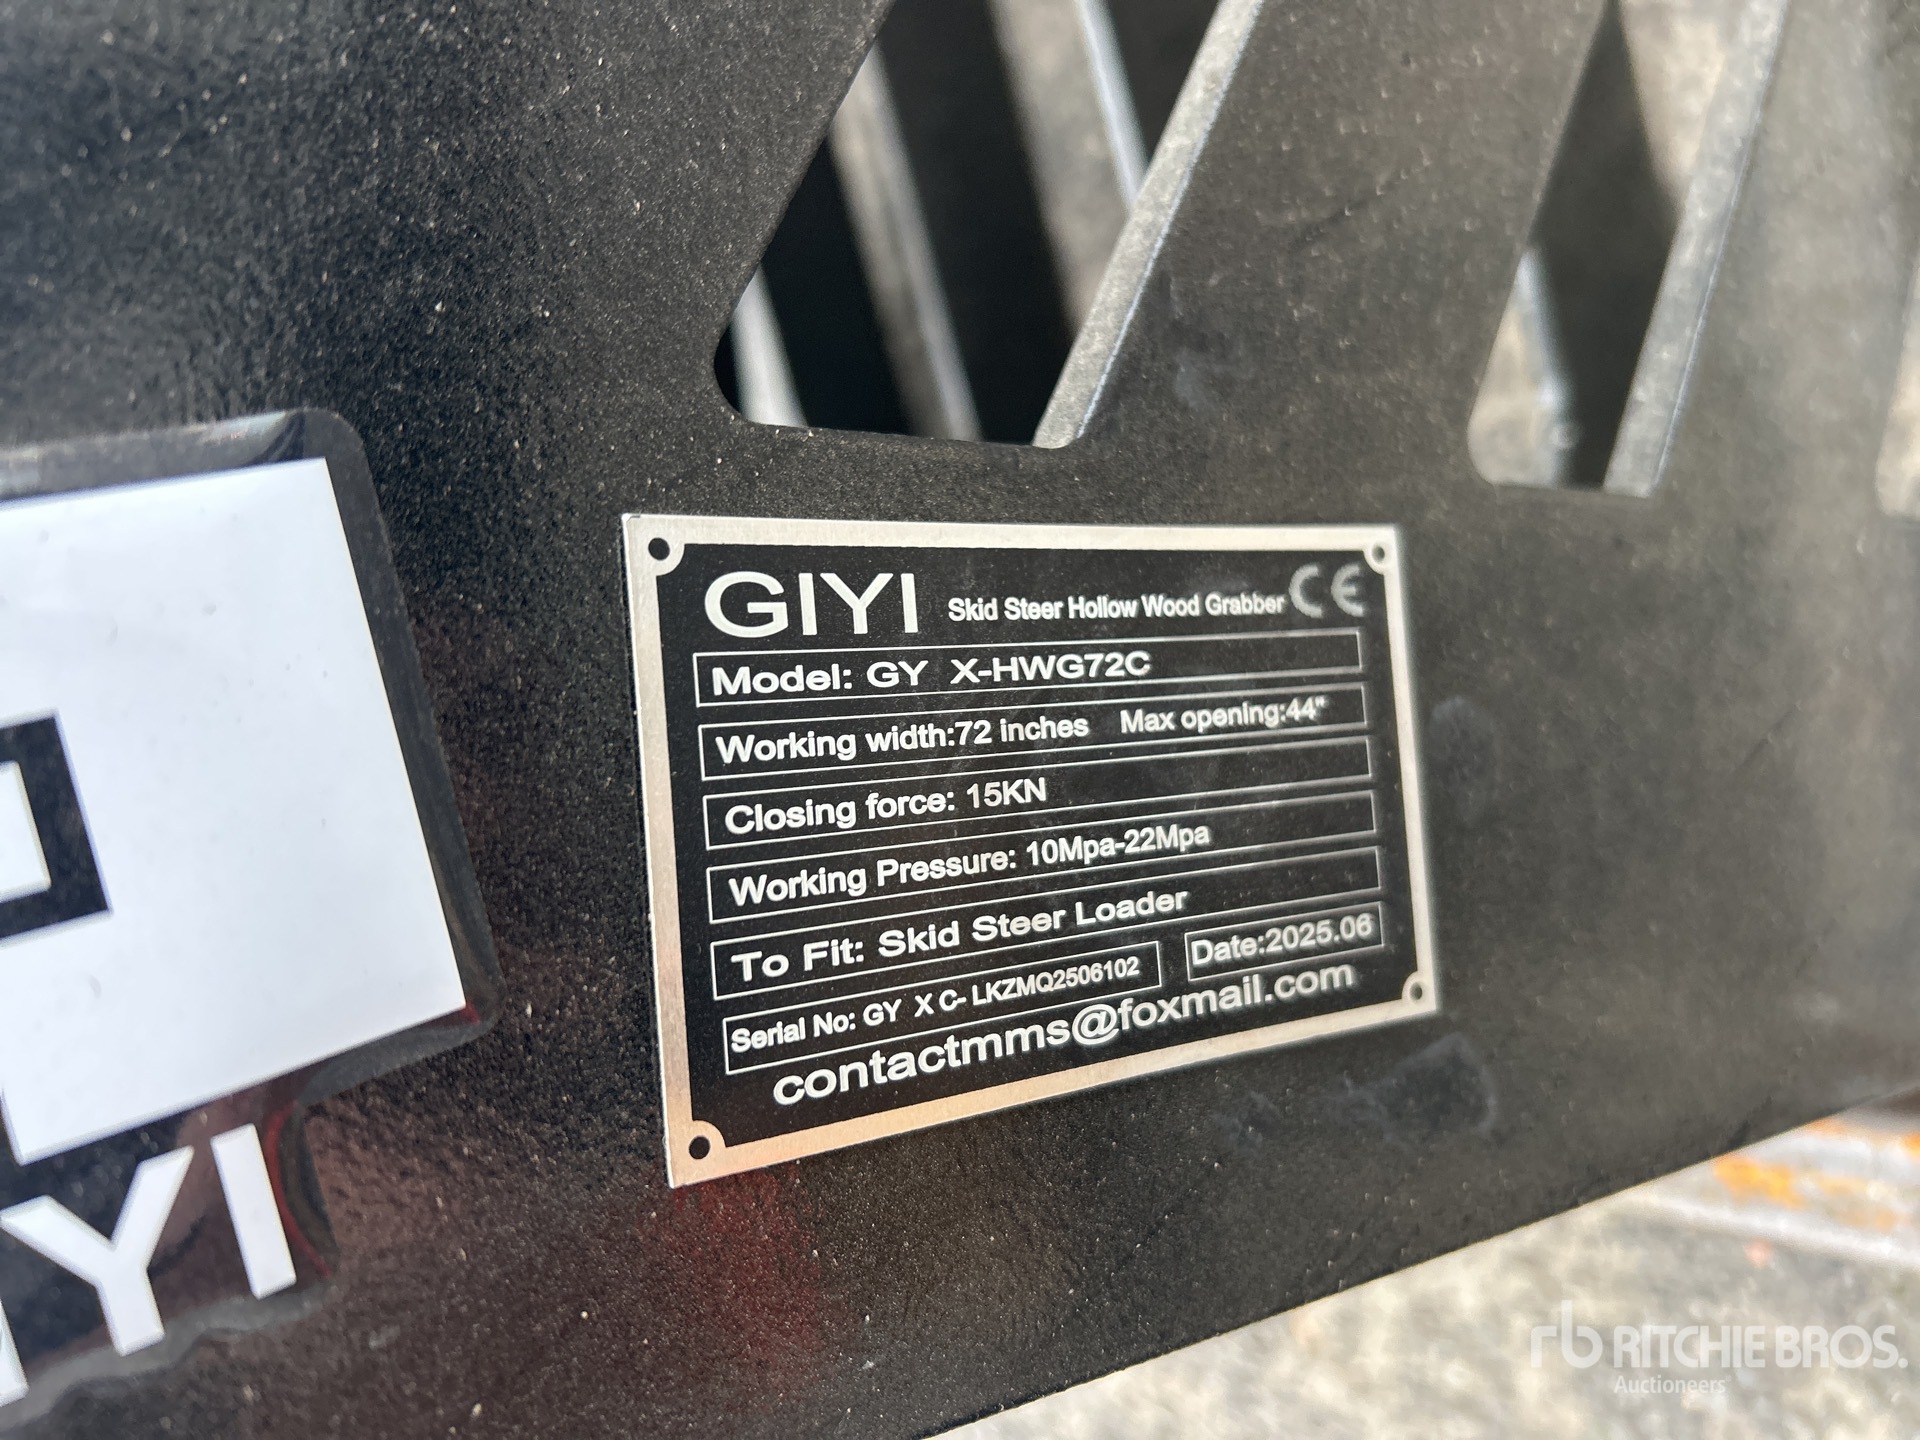 GIYI Skid Steer Hollow Wood Grabber CE
Model: GY X-HWG72C
Working width:72 inches Max opening:44"
Closing force: 15KN
Working Pressure: 10Mpa-22Mpa
To Fit: Skid Steer Loader
Serial No: GY X C- LKZMQ2506102 Date:2025.06
contactmms@foxmail.com
YI
rb RITCHIE BROS.
Auctioneers